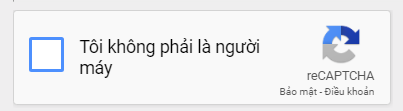 Tôi không phải là người
máy
reCAPTCHA
Bảo mật - Điều khoản